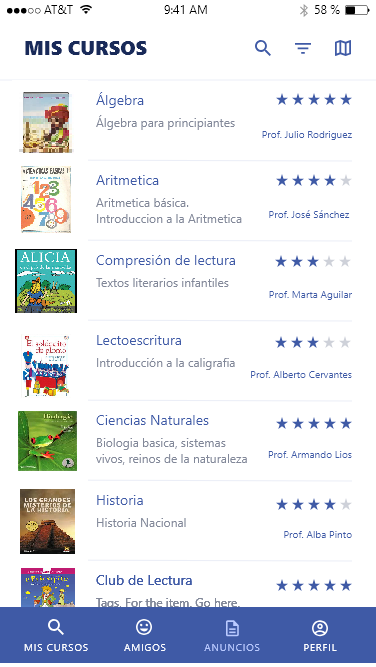 AT&T 9:41 AM 58 %
MIS CURSOS
Álgebra
Álgebra para principiantes
Prof. Julio Rodriguez
Aritmetica
Aritmetica básica.
Introduccion a la Aritmetica
Prof. José Sánchez
ALICIA
Compresión de lectura
Textos literarios infantiles
Prof. Marta Aguilar
El soldadito
de plomo
Lectoescritura
Introducción a la caligrafia
Prof. Alberto Cervantes
Ciencias Naturales
Biologia basica, sistemas
vivos, reinos de la naturaleza
Prof. Armando Lios
LOS GRANDES
MISTERIOS DE
LA HISTORIA
Historia
Historia Nacional
Prof. Alba Pinto
Club de Lectura
Tags. For the item. Go here.
MIS CURSOS AMIGOS ANUNCIOS PERFIL